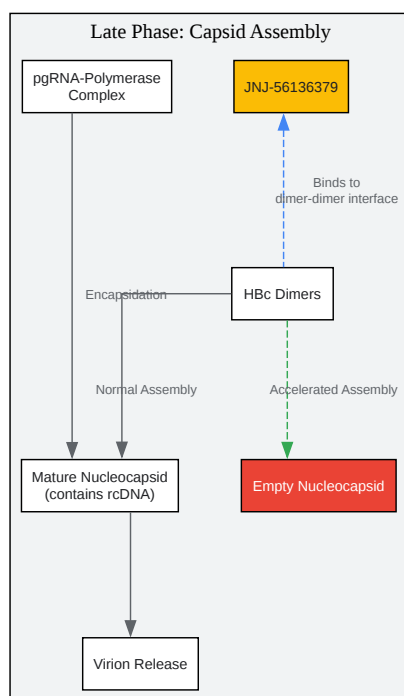 Late Phase: Capsid Assembly
pgRNA-Polymerase
Complex
JNJ-56136379
Binds to
dimer-dimer interface
Encapsidation
HBc Dimers
Normal Assembly
Accelerated Assembly
Mature Nucleocapsid
(contains rcDNA)
Empty Nucleocapsid
Virion Release